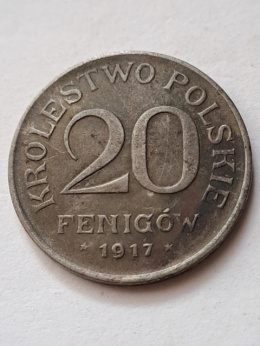 KRÓLESTWO POLSKIE
20
FENIGÓW
* 1917 *